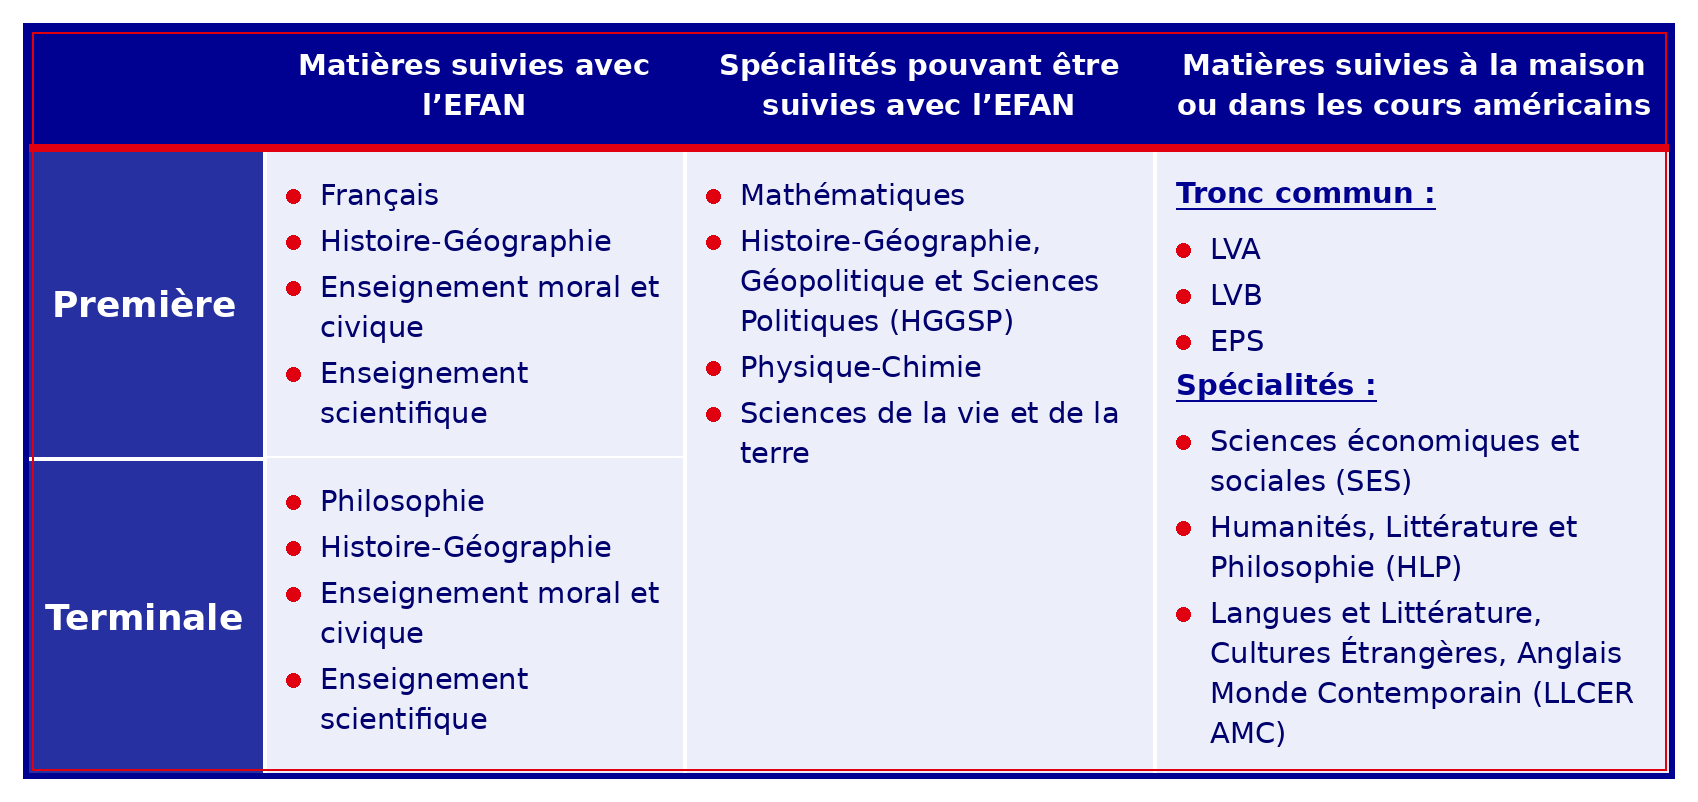 Matières suivies avec
l’EFAN
Spécialités pouvant être
suivies avec l’EFAN
Matières suivies à la maison
ou dans les cours américains
Première
Français
Histoire-Géographie
Enseignement moral et
civique
Enseignement
scientifique
Mathématiques
Histoire-Géographie,
Géopolitique et Sciences
Politiques (HGGSP)
Physique-Chimie
Sciences de la vie et de la
terre
Tronc commun :
LVA
LVB
EPS
Spécialités :
Sciences économiques et
sociales (SES)
Humanités, Littérature et
Philosophie (HLP)
Langues et Littérature,
Cultures Étrangères, Anglais
Monde Contemporain (LLCER
AMC)
Terminale
Philosophie
Histoire-Géographie
Enseignement moral et
civique
Enseignement
scientifique